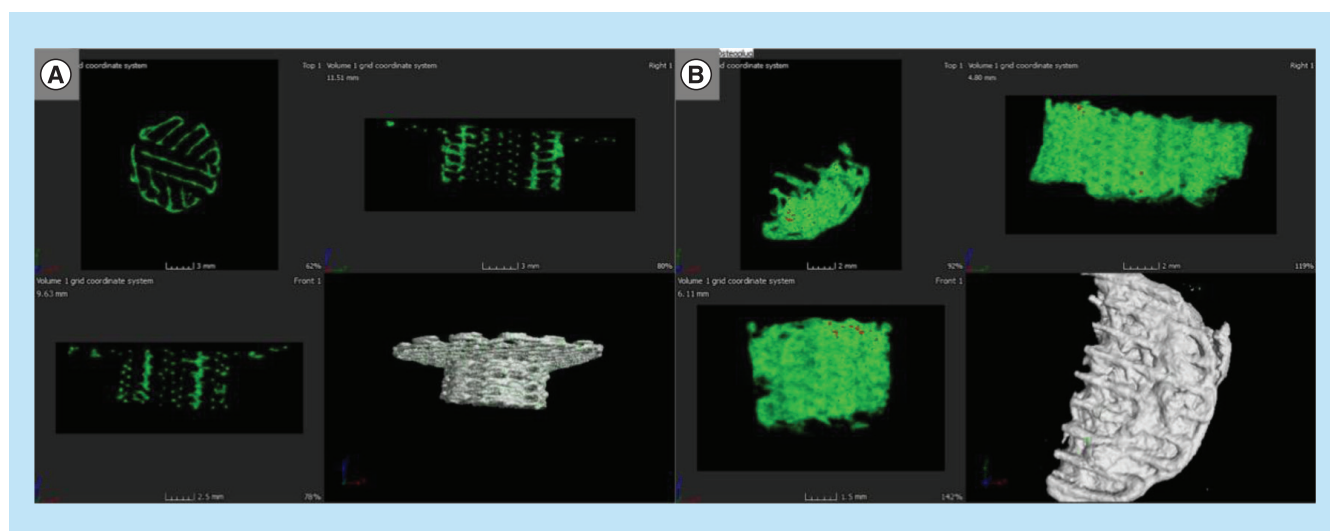 A
d coordinate system
Top 1
3 mm
62%
Volume 1 grid coordinate system
11.51 mm
Right 1
3 mm
80%
Volume 1 grid coordinate system
9.63 mm
Front 1
2.5 mm
78%
B
rd coordinate system
Top 1
2 mm
92%
Volume 1 grid coordinate system
4.80 mm
Right 1
2 mm
119%
Volume 1 grid coordinate system
6.11 mm
Front 1
1.5 mm
142%